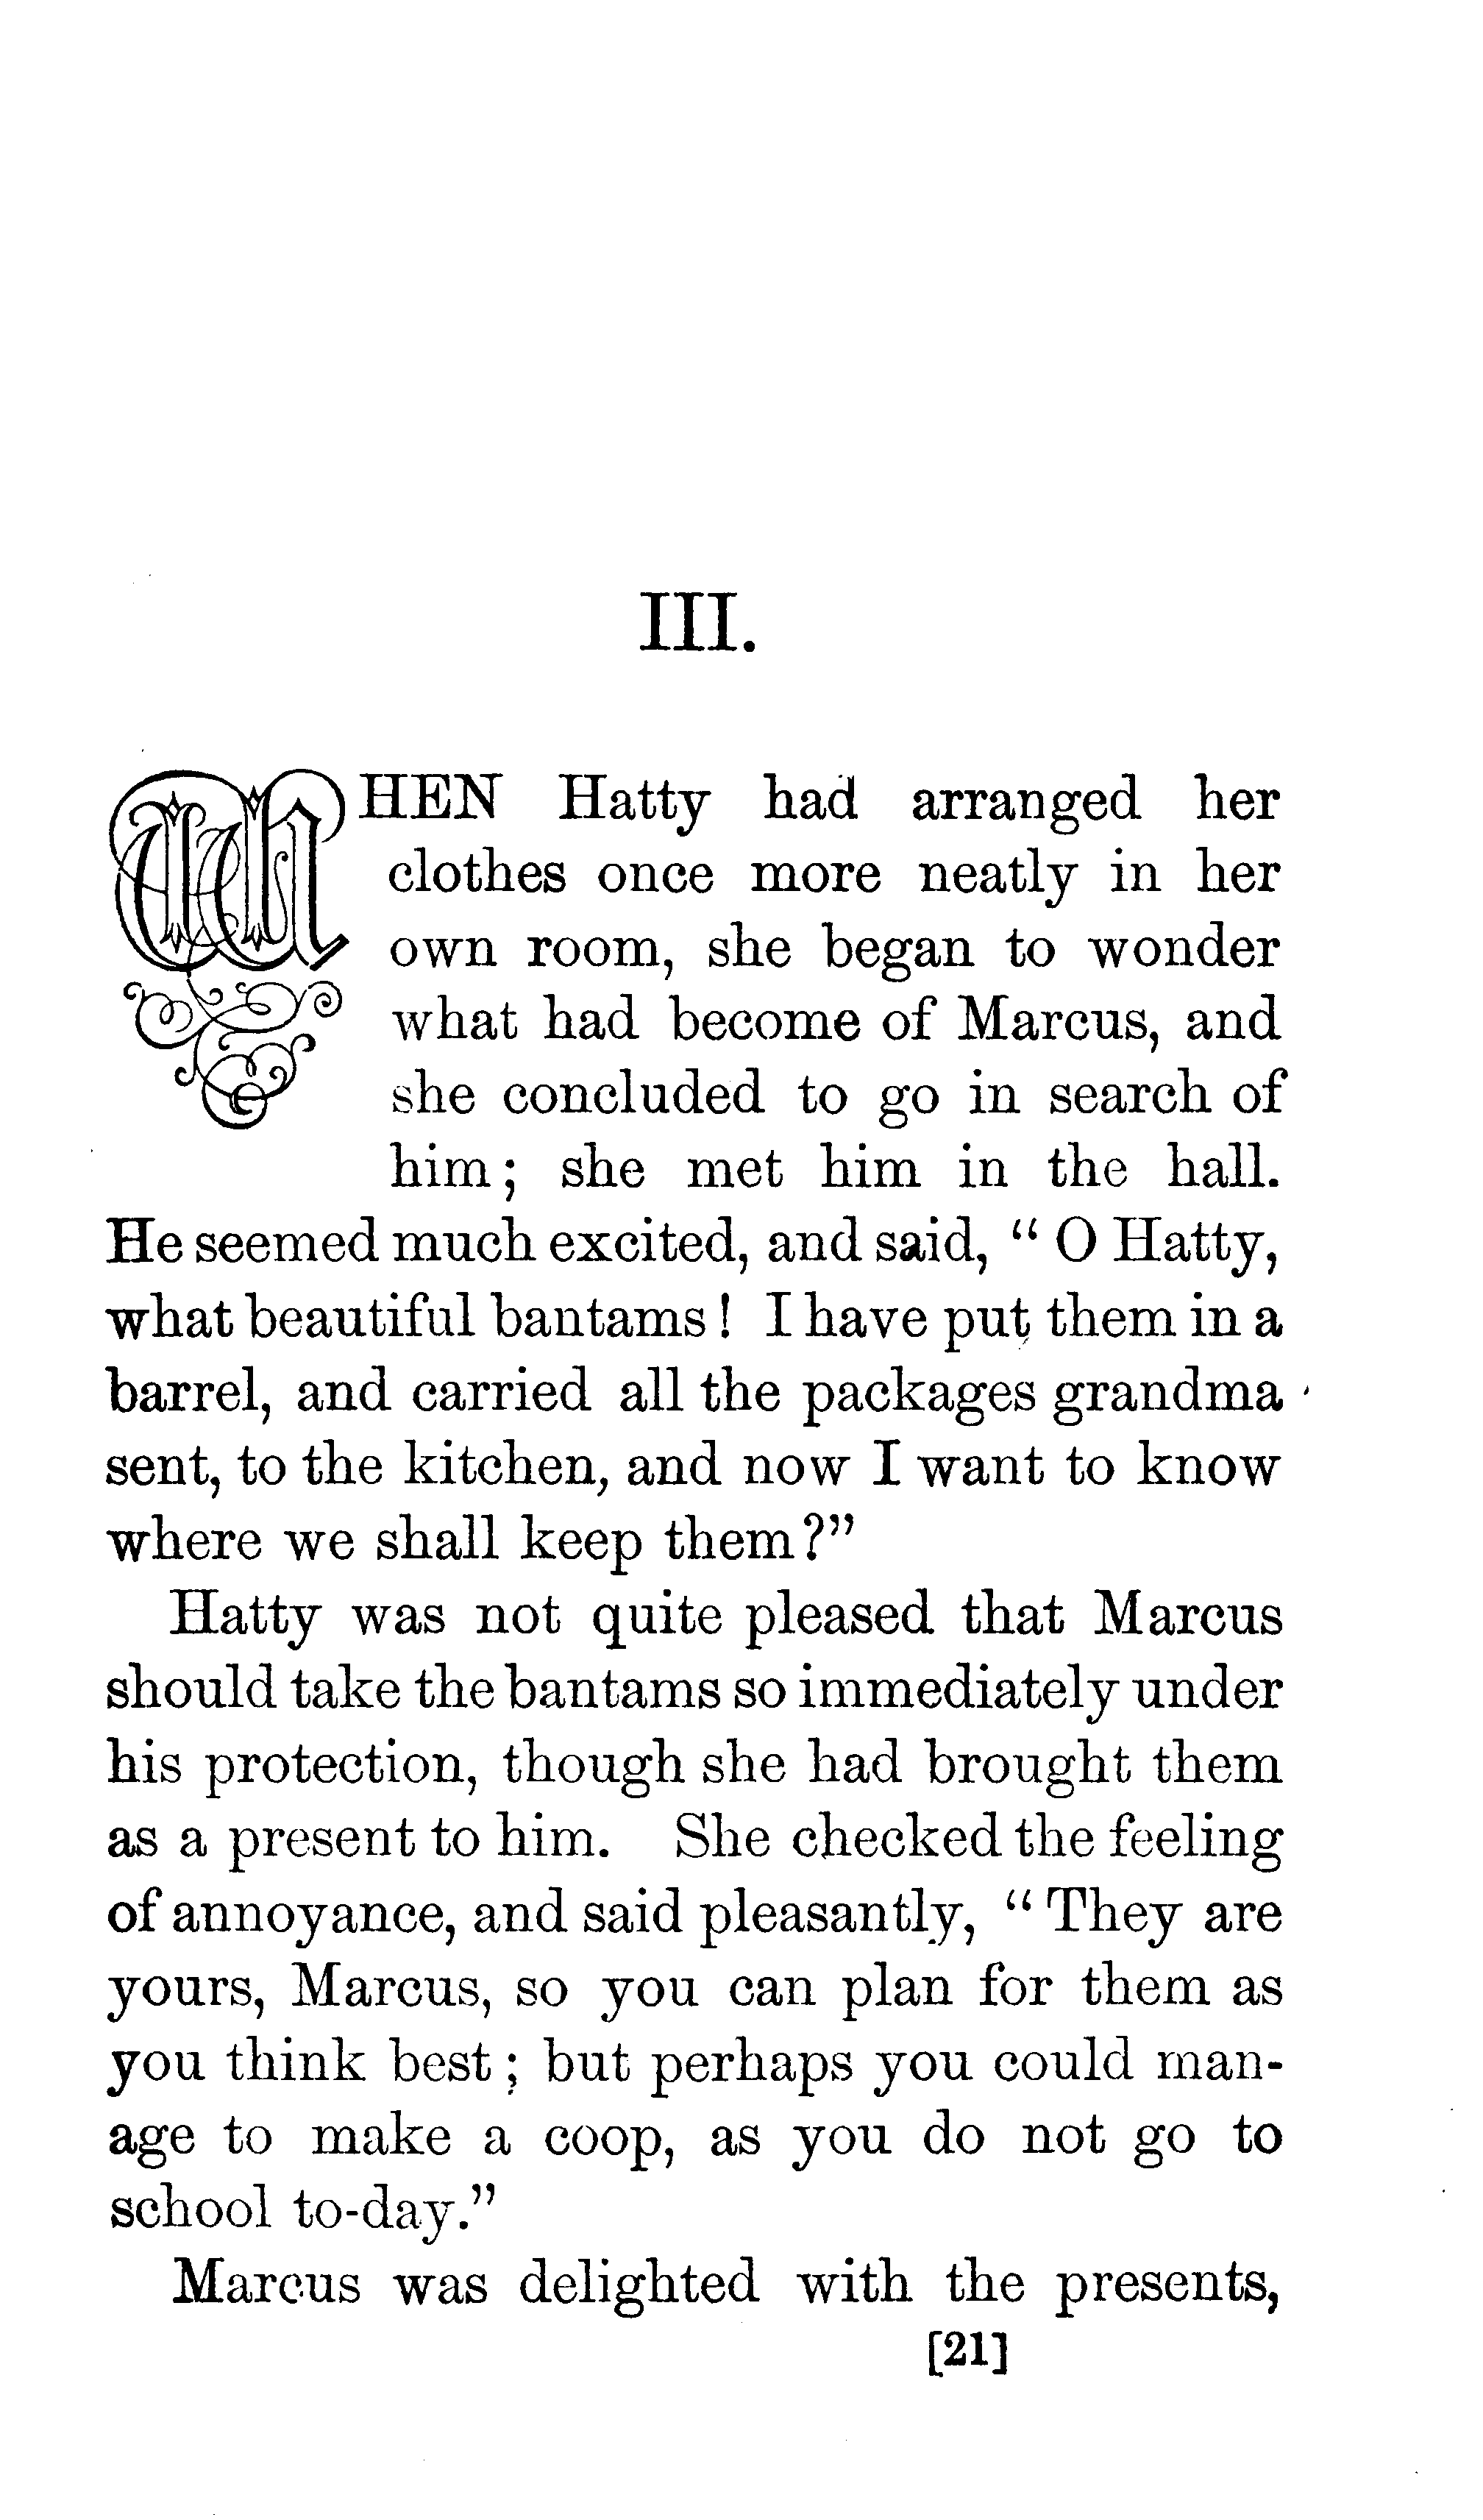 III.
WHEN Hatty had arranged her
clothes once more neatly in her
own room, she began to wonder
what had become of Marcus, and
she concluded to go in search of
him; she met him in the hall.
He seemed much excited, and said, “ O Hatty,
what beautiful bantams! I have put them in a
barrel, and carried all the packages grandma
sent, to the kitchen, and now I want to know
where we shall keep them?”
Hatty was not quite pleased that Marcus
should take the bantams so immediately under
his protection, though she had brought them
as a present to him. She checked the feeling
of annoyance, and said pleasantly, “ They are
yours, Marcus, so you can plan for them as
you think best; but perhaps you could man-
age to make a coop, as you do not go to
school to-day.”
Marcus was delighted with the presents,
[21]